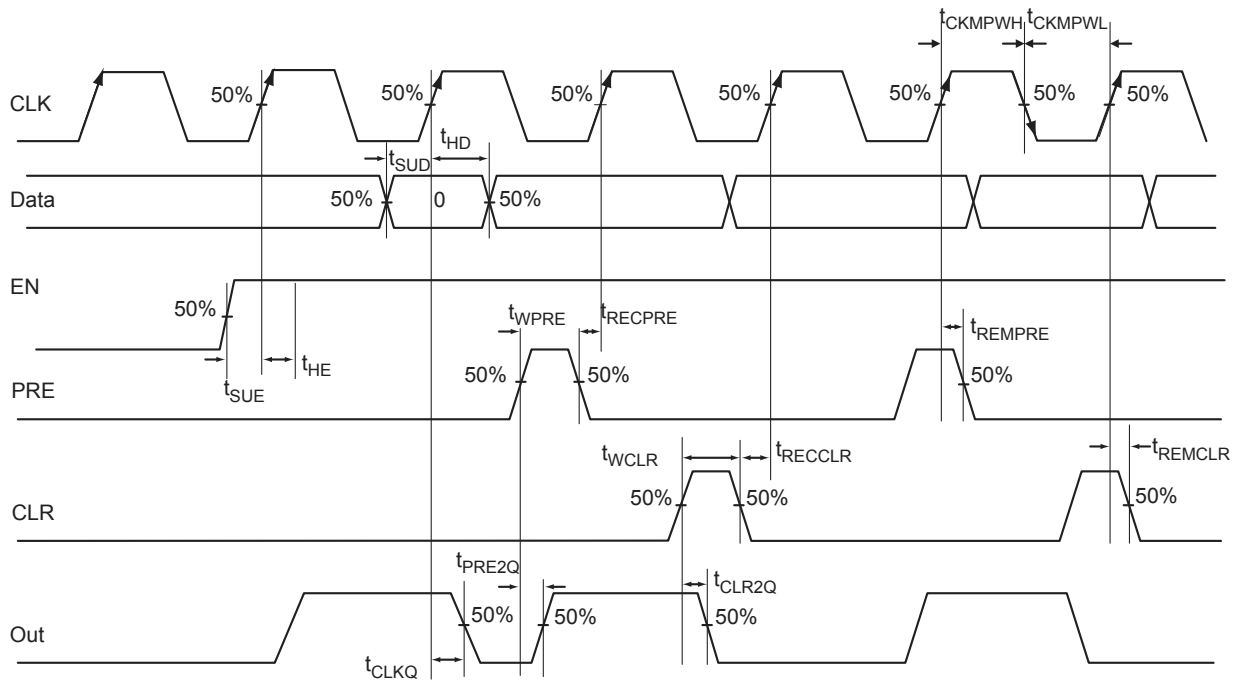 tCKMPWH tCKMPWL
CLK 50% 50% 50% 50% 50% 50% 50%
tSUD tHD
Data 50% 0 50%
EN
50% tWPRE tRECPRE tREMPRE
tSUE tHE
PRE 50% 50% 50%
tWCLR tRECCLR tREMCLR
CLR 50% 50% 50%
tPRE2Q tCLR2Q
Out 50% 50% 50%
tCLKQ